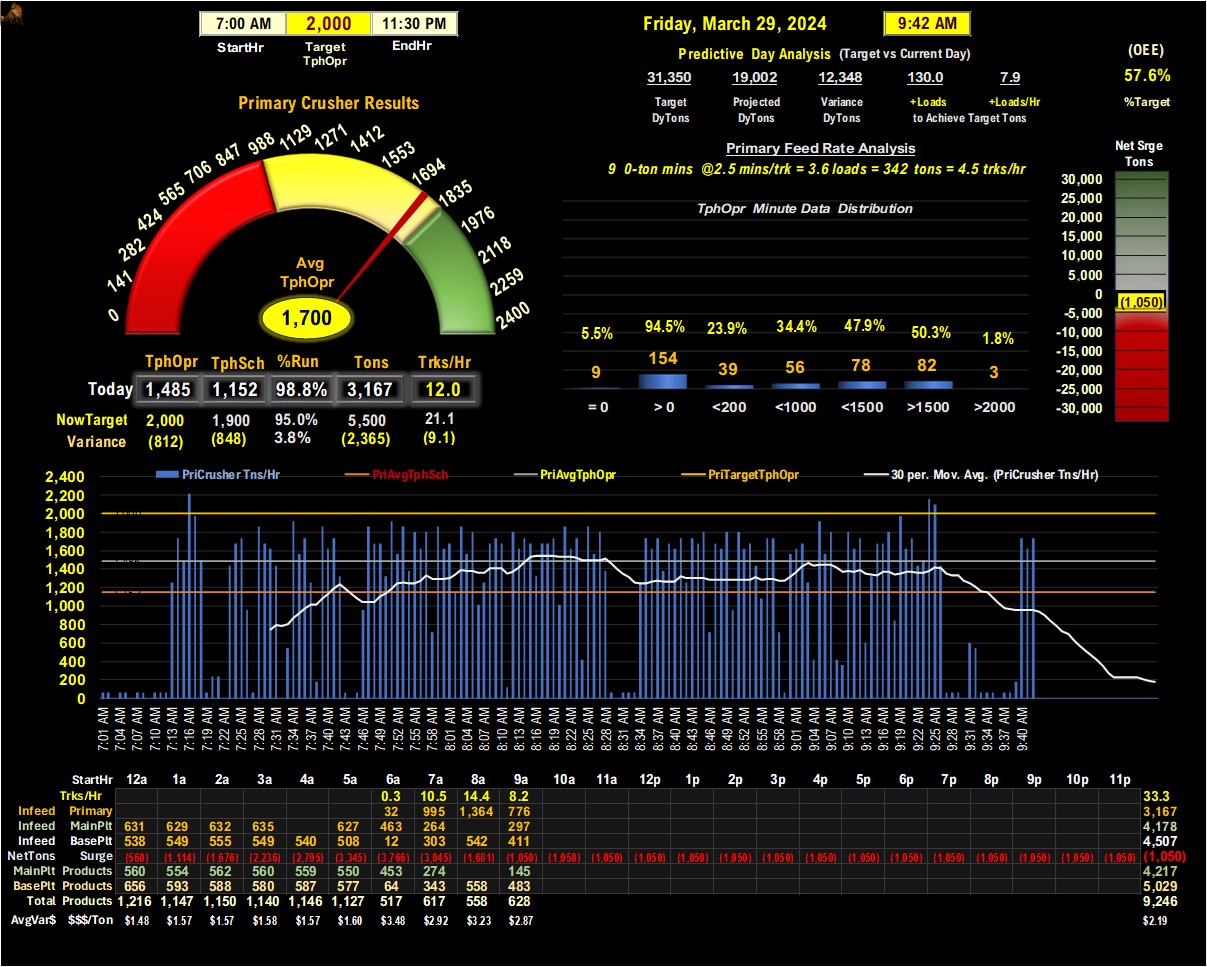 7:00 AM 2,000 11:30 PM
StartHr Target TphOpr EndHr
Friday, March 29, 2024 9:42 AM
Predictive Day Analysis (Target vs Current Day)
31,350 19,002 12,348 130.0 7.9
Target Projected Variance +Loads +Loads/Hr
DyTons DyTons DyTons to Achieve Target Tons
(OEE)
57.6%
%Target
Primary Crusher Results
0 141 282 424 565 706 847 988 1129 1271 1412 1553 1694 1835 1976 2118 2259 2400
Avg
TphOpr
1,700
Primary Feed Rate Analysis
9 0-ton mins @2.5 mins/trk = 3.6 loads = 342 tons = 4.5 trks/hr
TphOpr Minute Data Distribution
5.5% 94.5% 23.9% 34.4% 47.9% 50.3% 1.8%
9 154 39 56 78 82 3
= 0 > 0 <200 <1000 <1500 >1500 >2000
Net Srge
Tons
30,000
25,000
20,000
15,000
10,000
5,000
0
(1,050)
-5,000
-10,000
-15,000
-20,000
-25,000
-30,000
TphOpr TphSch %Run Tons Trks/Hr
Today 1,485 1,152 98.8% 3,167 12.0
NowTarget 2,000 1,900 95.0% 5,500 21.1
Variance (812) (848) 3.8% (2,365) (9.1)
PriCrusher Tns/Hr PriAvgTphSch PriAvgTphOpr PriTargetTphOpr 30 per. Mov. Avg. (PriCrusher Tns/Hr)
2,400
2,200
2,000
1,800
1,600
1,400
1,200
1,000
800
600
400
200
0
7:01 AM 7:04 AM 7:07 AM 7:10 AM 7:13 AM 7:16 AM 7:19 AM 7:22 AM 7:25 AM 7:28 AM 7:31 AM 7:34 AM 7:37 AM 7:40 AM 7:43 AM 7:46 AM 7:49 AM 7:52 AM 7:55 AM 7:58 AM 8:01 AM 8:04 AM 8:07 AM 8:10 AM 8:13 AM 8:16 AM 8:19 AM 8:22 AM 8:25 AM 8:28 AM 8:31 AM 8:34 AM 8:37 AM 8:40 AM 8:43 AM 8:46 AM 8:49 AM 8:52 AM 8:55 AM 8:58 AM 9:01 AM 9:04 AM 9:07 AM 9:10 AM 9:13 AM 9:16 AM 9:19 AM 9:22 AM 9:25 AM 9:28 AM 9:31 AM 9:34 AM 9:37 AM 9:40 AM
StartHr 12a 1a 2a 3a 4a 5a 6a 7a 8a 9a 10a 11a 12p 1p 2p 3p 4p 5p 6p 7p 8p 9p 10p 11p
Trks/Hr 0.3 10.5 14.4 8.2 33.3
Infeed Primary 32 995 1,364 776 3,167
Infeed MainPlt 631 629 632 635 627 463 264 297 4,178
Infeed BasePlt 538 549 555 549 540 508 12 303 542 411 4,507
NetTons Surge (560) (1,114) (1,676) (2,236) (2,795) (3,345) (3,766) (3,045) (1,681) (1,050) (1,050) (1,050) (1,050) (1,050) (1,050) (1,050) (1,050) (1,050) (1,050) (1,050) (1,050) (1,050) (1,050) (1,050) (1,050)
MainPlt Products 560 554 562 560 559 550 453 274 145 4,217
BasePlt Products 656 593 588 580 587 577 64 343 558 483 5,029
Total Products 1,216 1,147 1,150 1,140 1,146 1,127 517 617 558 628 9,246
AvgVar$ $$$/Ton $1.48 $1.57 $1.57 $1.58 $1.57 $1.60 $3.48 $2.92 $3.23 $2.87 $2.19